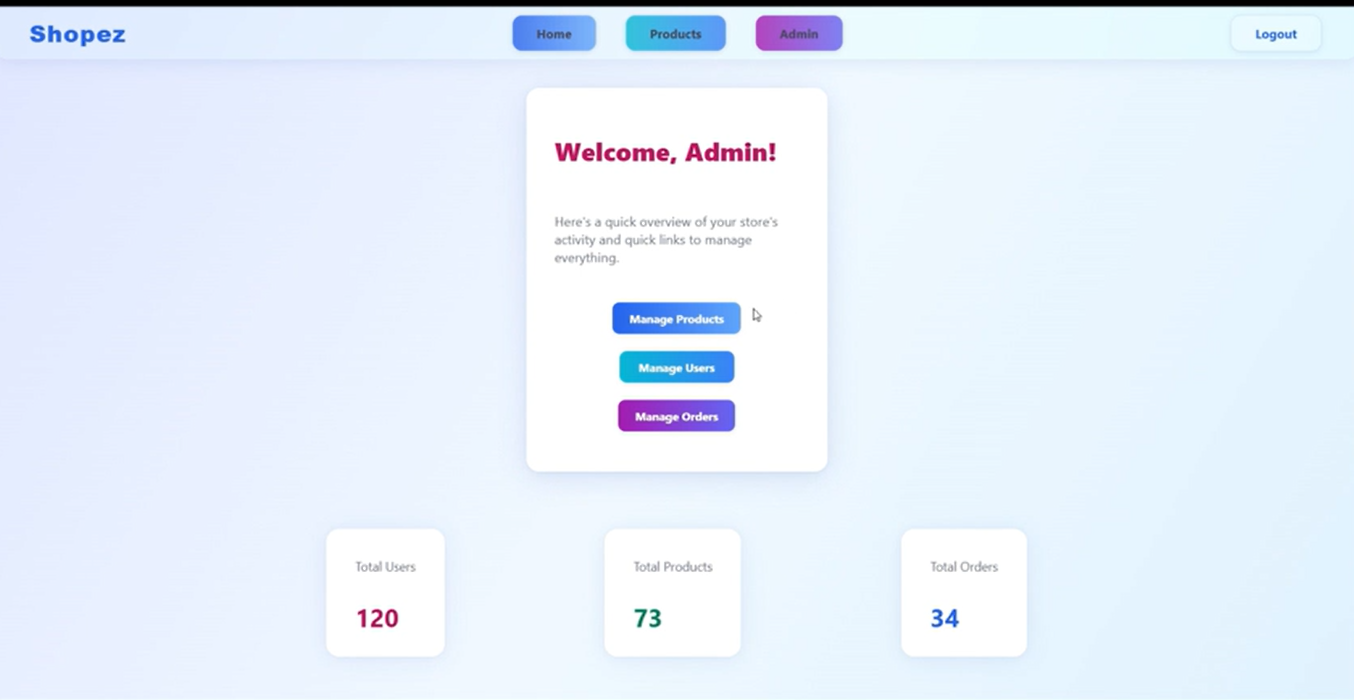 Shopez
Home
Products
Admin
Logout
Welcome, Admin!
Here's a quick overview of your store's
activity and quick links to manage
everything.
Manage Products
Manage Users
Manage Orders
Total Users
Total Products
Total Orders
120
73
34